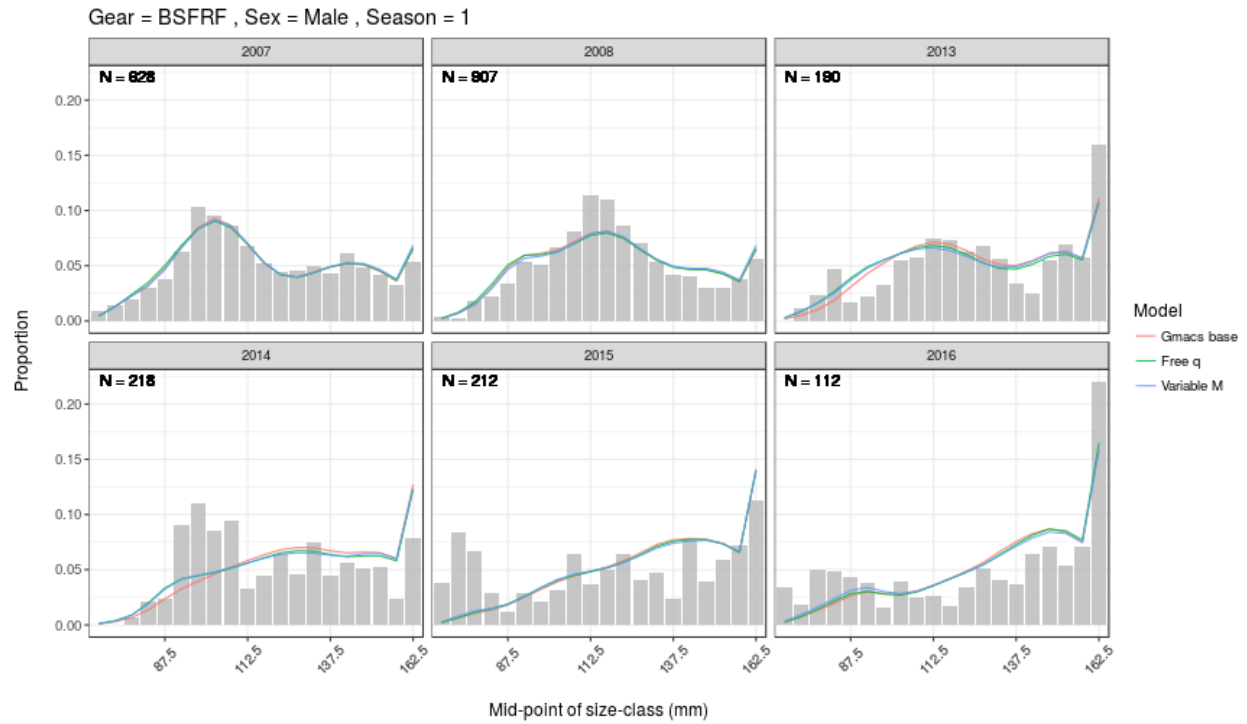 Gear = BSFRF , Sex = Male , Season = 1
2007
2008
2013
N =
N =
N =
0.20
0.15
0.10
0.05
0.00
2014
2015
2016
N = 218
N = 212
N = 112
0.20
0.15
0.10
0.05
0.00
87.5
112.5
137.5
162.5
87.5
112.5
137.5
162.5
87.5
112.5
137.5
162.5
Proportion
Mid-point of size-class (mm)
Model
Gmacs base
Free q
Variable M